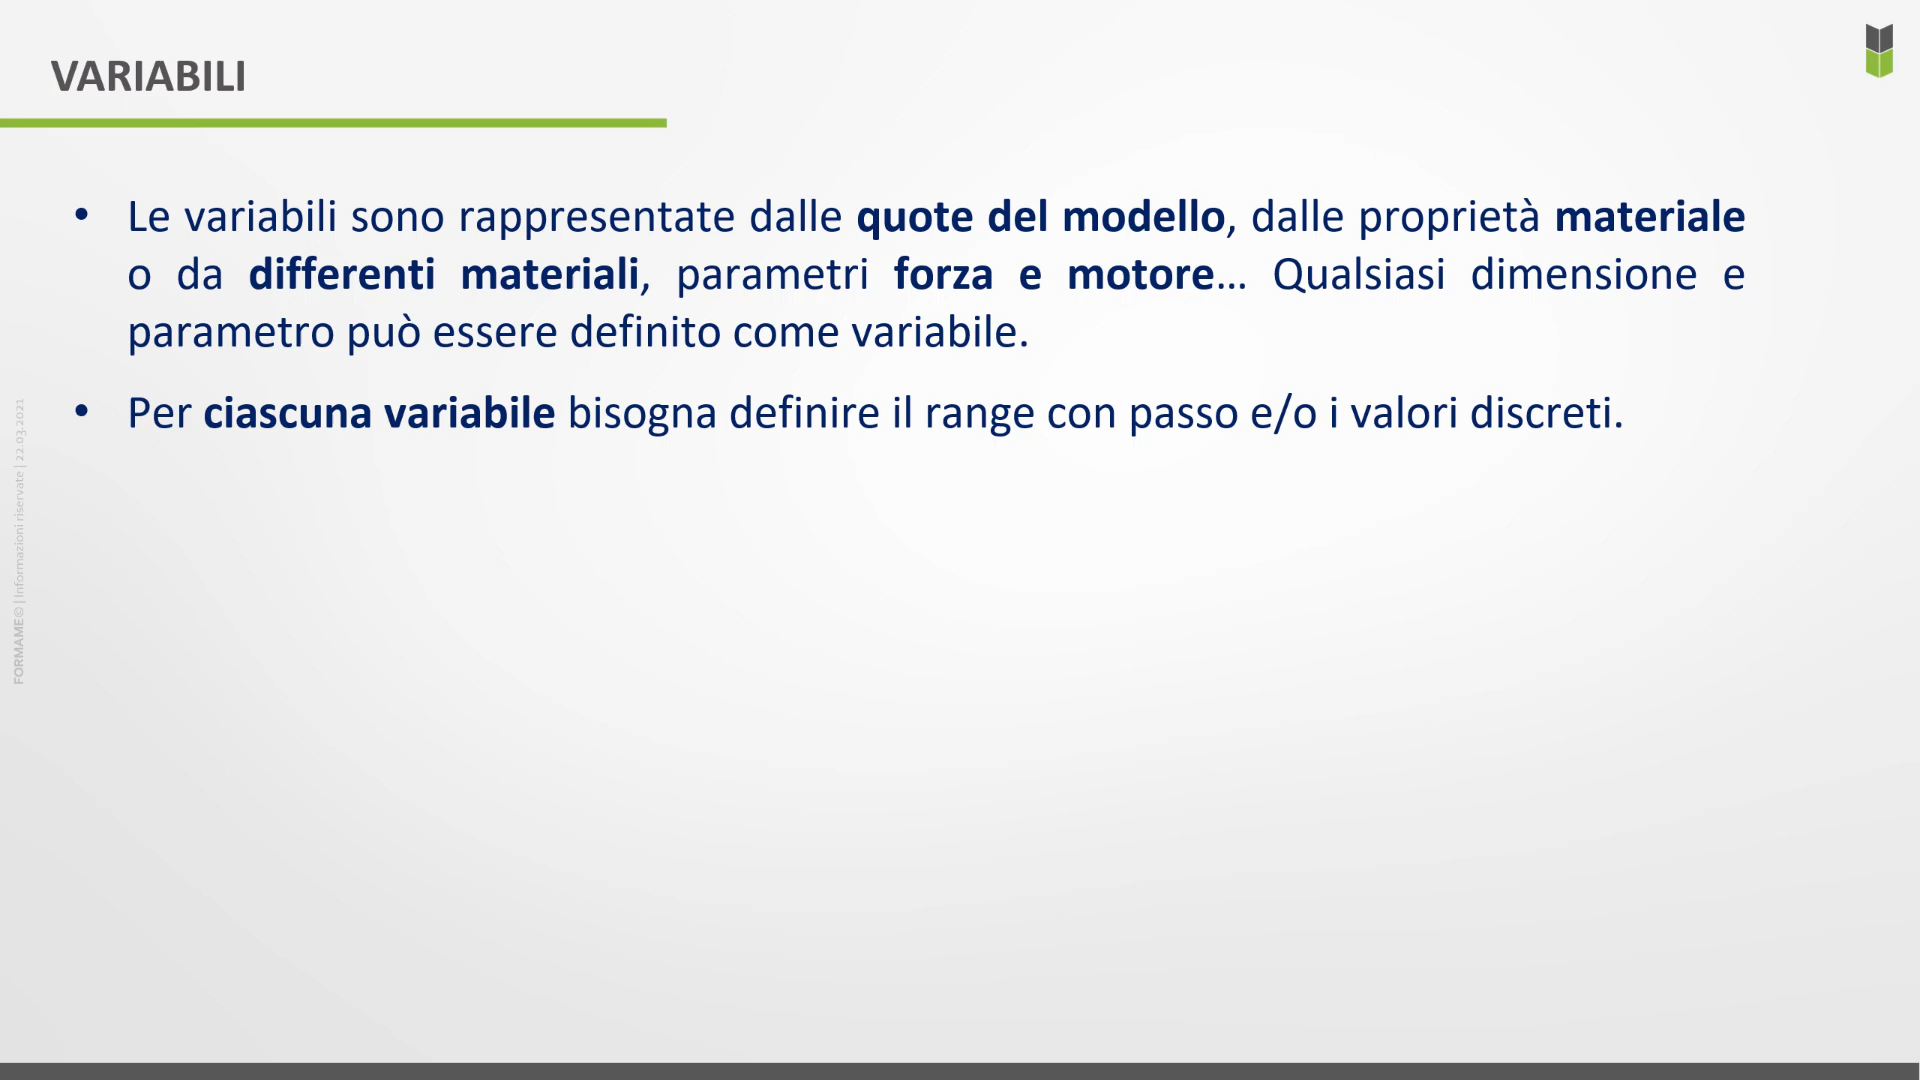 VARIABILI
• Le variabili sono rappresentate dalle quote del modello, dalle proprietà materiale
o da differenti materiali, parametri forza e motore… Qualsiasi dimensione e
parametro può essere definito come variabile.
• Per ciascuna variabile bisogna definire il range con passo e/o i valori discreti.
FORMAME© | Informazioni riservate | 22.03.2021